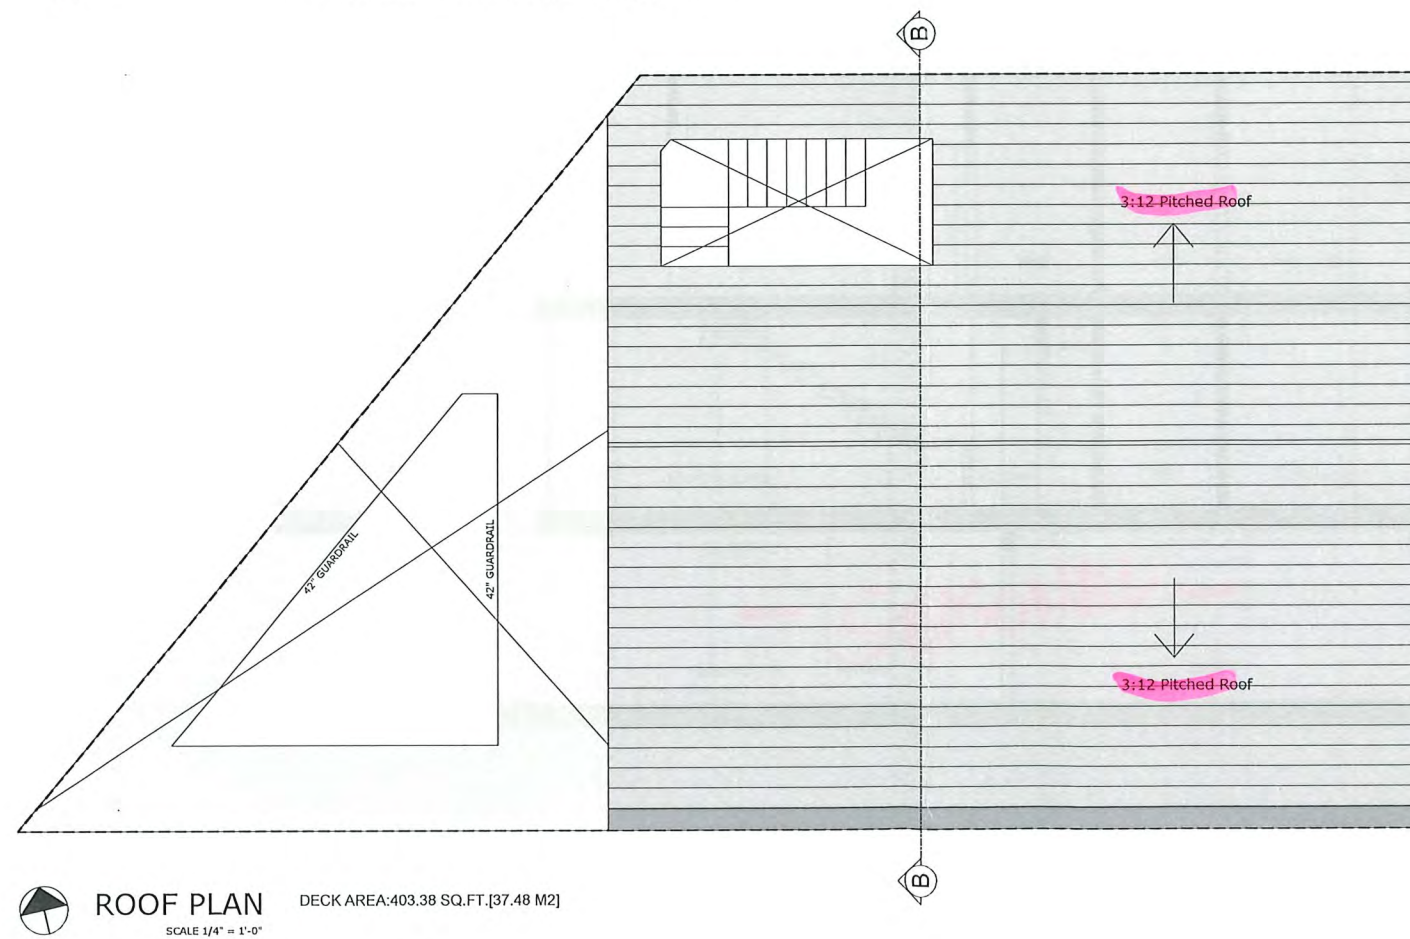 B
3:12 Pitched Roof
42" GUARDRAIL
42" GUARDRAIL
3:12 Pitched Roof
B
ROOF PLAN
DECK AREA:403.38 SQ.FT.[37.48 M2]
SCALE 1/4" = 1'-0"